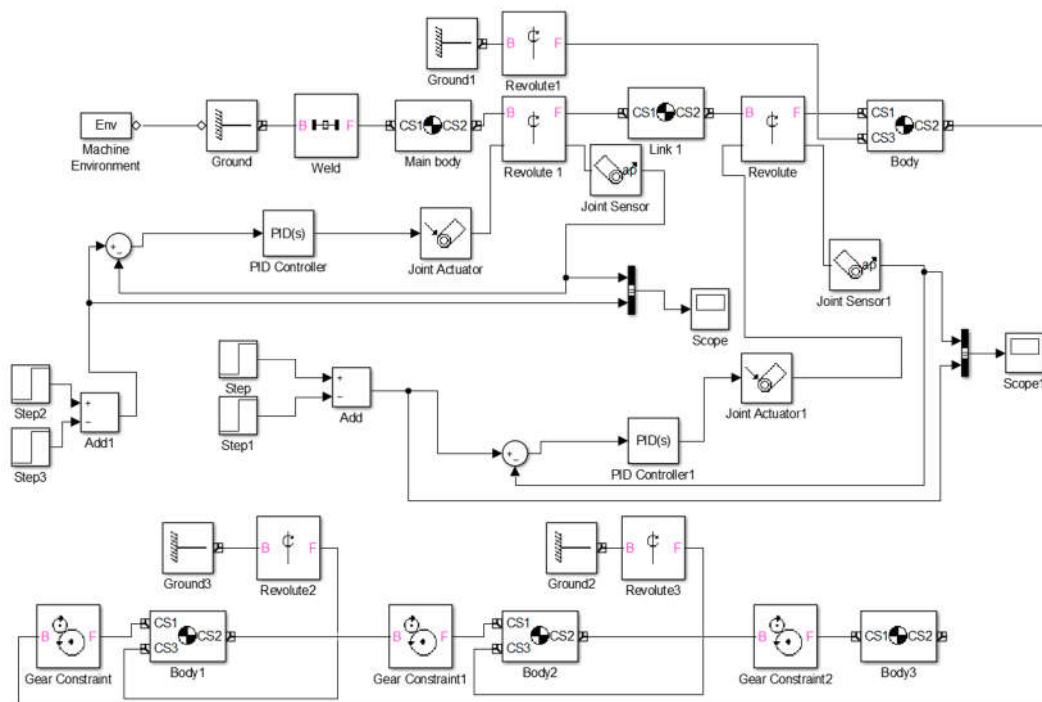 B F
Ground1
Revolute1
Env
Machine
Environment
Ground
B F
Weld
CS1 CS2
Main body
B F
Revolute 1
CS1 CS2
Link 1
B F
Revolute
CS1
CS3
CS2
Body
ap
Joint Sensor
PID(s)
PID Controller
Joint Actuator
ap
Joint Sensor1
Scope
Scope1
Step2
Step3
Add1
Step
Step1
Add
Joint Actuator1
PID(s)
PID Controller1
B F
Ground3
Revolute2
B F
Ground2
Revolute3
B F
Gear Constraint
CS1
CS3
CS2
Body1
B F
Gear Constraint1
CS1
CS3
CS2
Body2
B F
Gear Constraint2
CS1 CS2
Body3